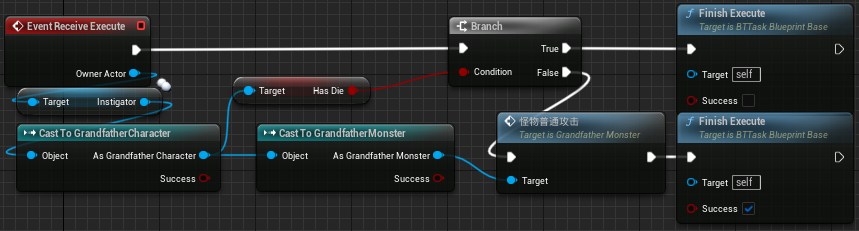 Event Receive Execute
Owner Actor
Target
Instigator
Cast To GrandfatherCharacter
Object
As Grandfather Character
Success
Target
Has Die
Cast To GrandfatherMonster
Object
As Grandfather Monster
Success
Branch
True
Condition
False
怪物普通攻击
Target is Grandfather Monster
Target
Finish Execute
Target is BTTask Blueprint Base
Target
self
Success
Finish Execute
Target is BTTask Blueprint Base
Target
self
Success